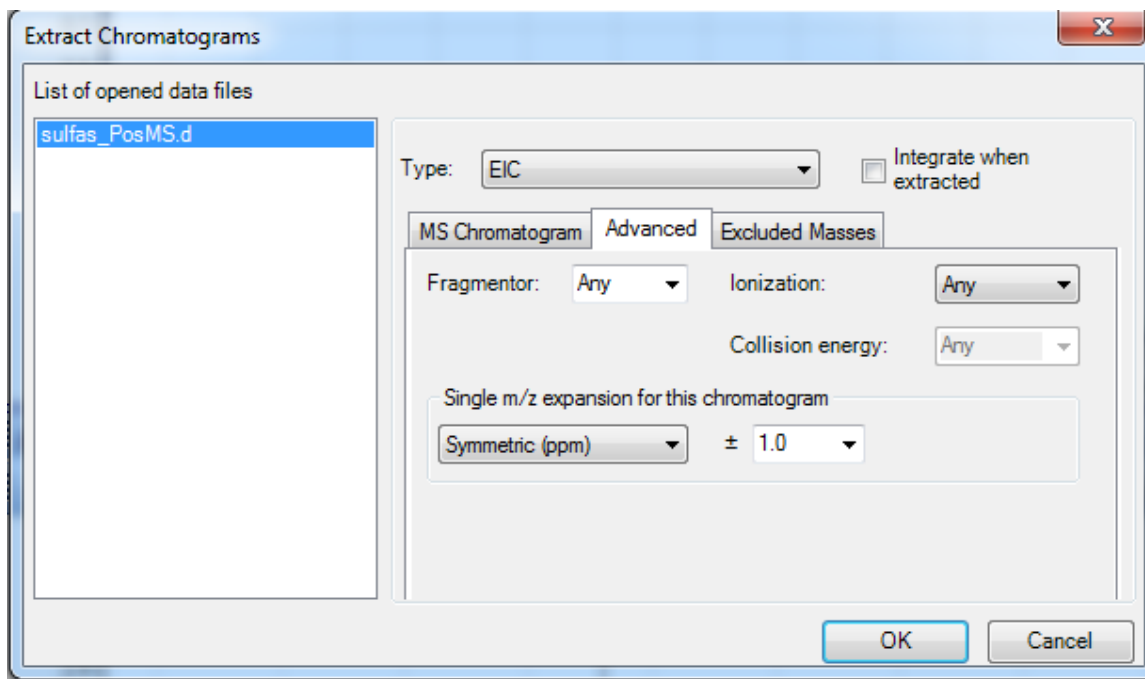 Extract Chromatograms
X
List of opened data files
sulfas_PosMS.d
Type: EIC
Integrate when
extracted
MS Chromatogram Advanced Excluded Masses
Fragmentor: Any Ionization: Any
Collision energy: Any
Single m/z expansion for this chromatogram
Symmetric (ppm) ± 1.0
OK Cancel